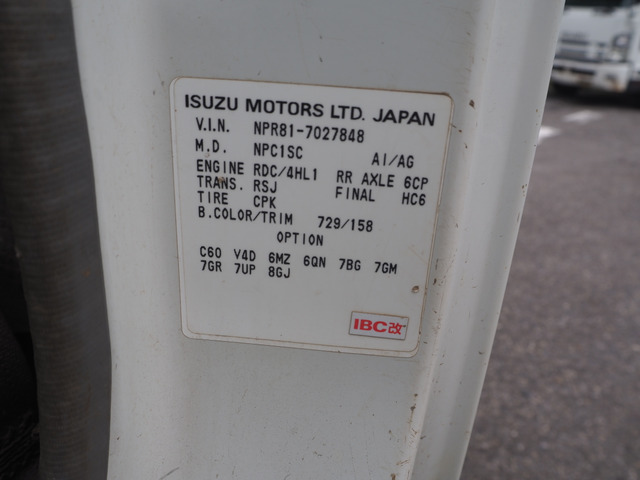 ISUZU MOTORS LTD. JAPAN
V.I.N. NPR81-7027848
M.D. NPC1SC AI/AG
ENGINE RDC/4HL1 RR AXLE 6CP
TRANS. RSJ FINAL HC6
TIRE CPK
B.COLOR/TRIM 729/158
OPTION
C60 V4D 6MZ 6QN 7BG 7GM
7GR 7UP 8GJ
IBC改